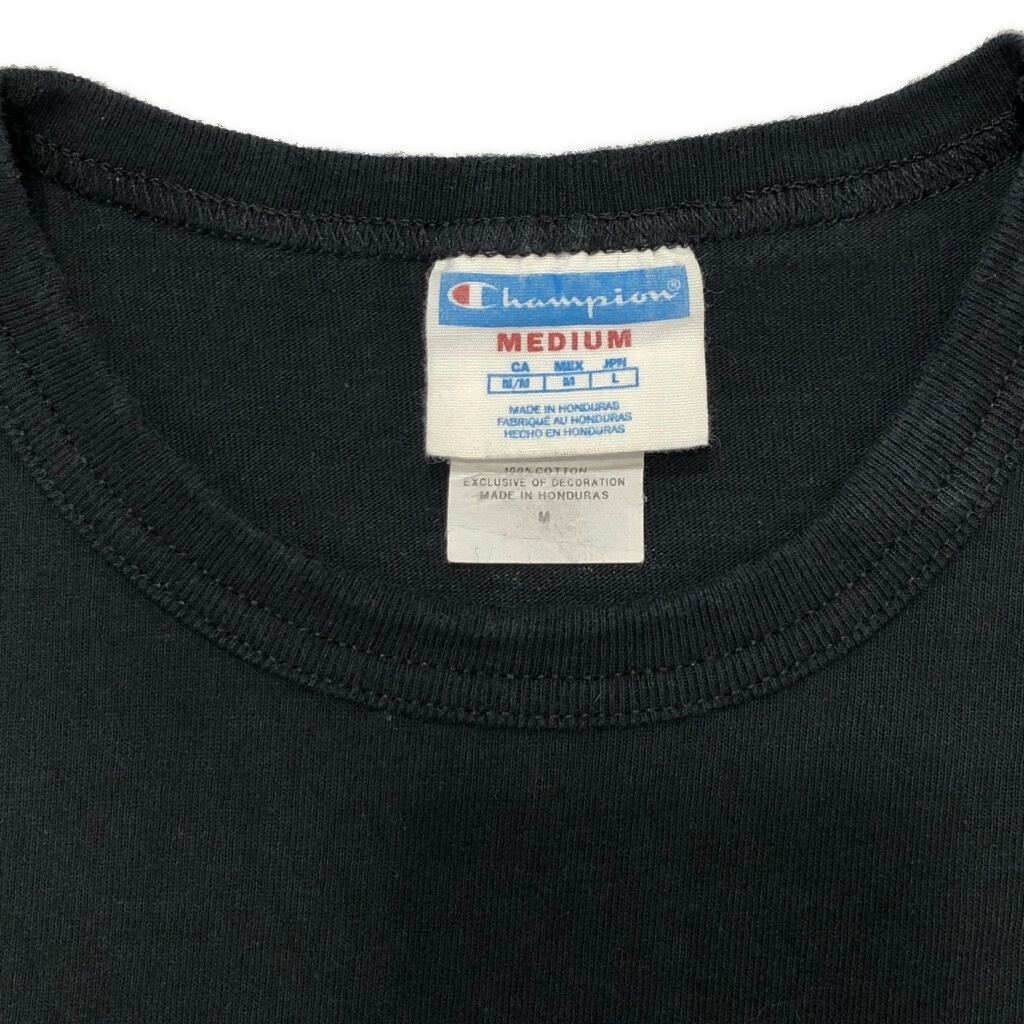 Champion®
MEDIUM
CA MEX JPN
M/M M L
MADE IN HONDURAS
FABRIQUÉ AU HONDURAS
HECHO EN HONDURAS
100% COTTON
EXCLUSIVE OF DECORATION
MADE IN HONDURAS
M